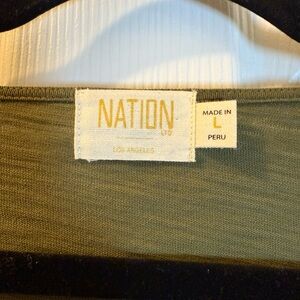 NATION
LTD
LOS ANGELES
MADE IN
L
PERU